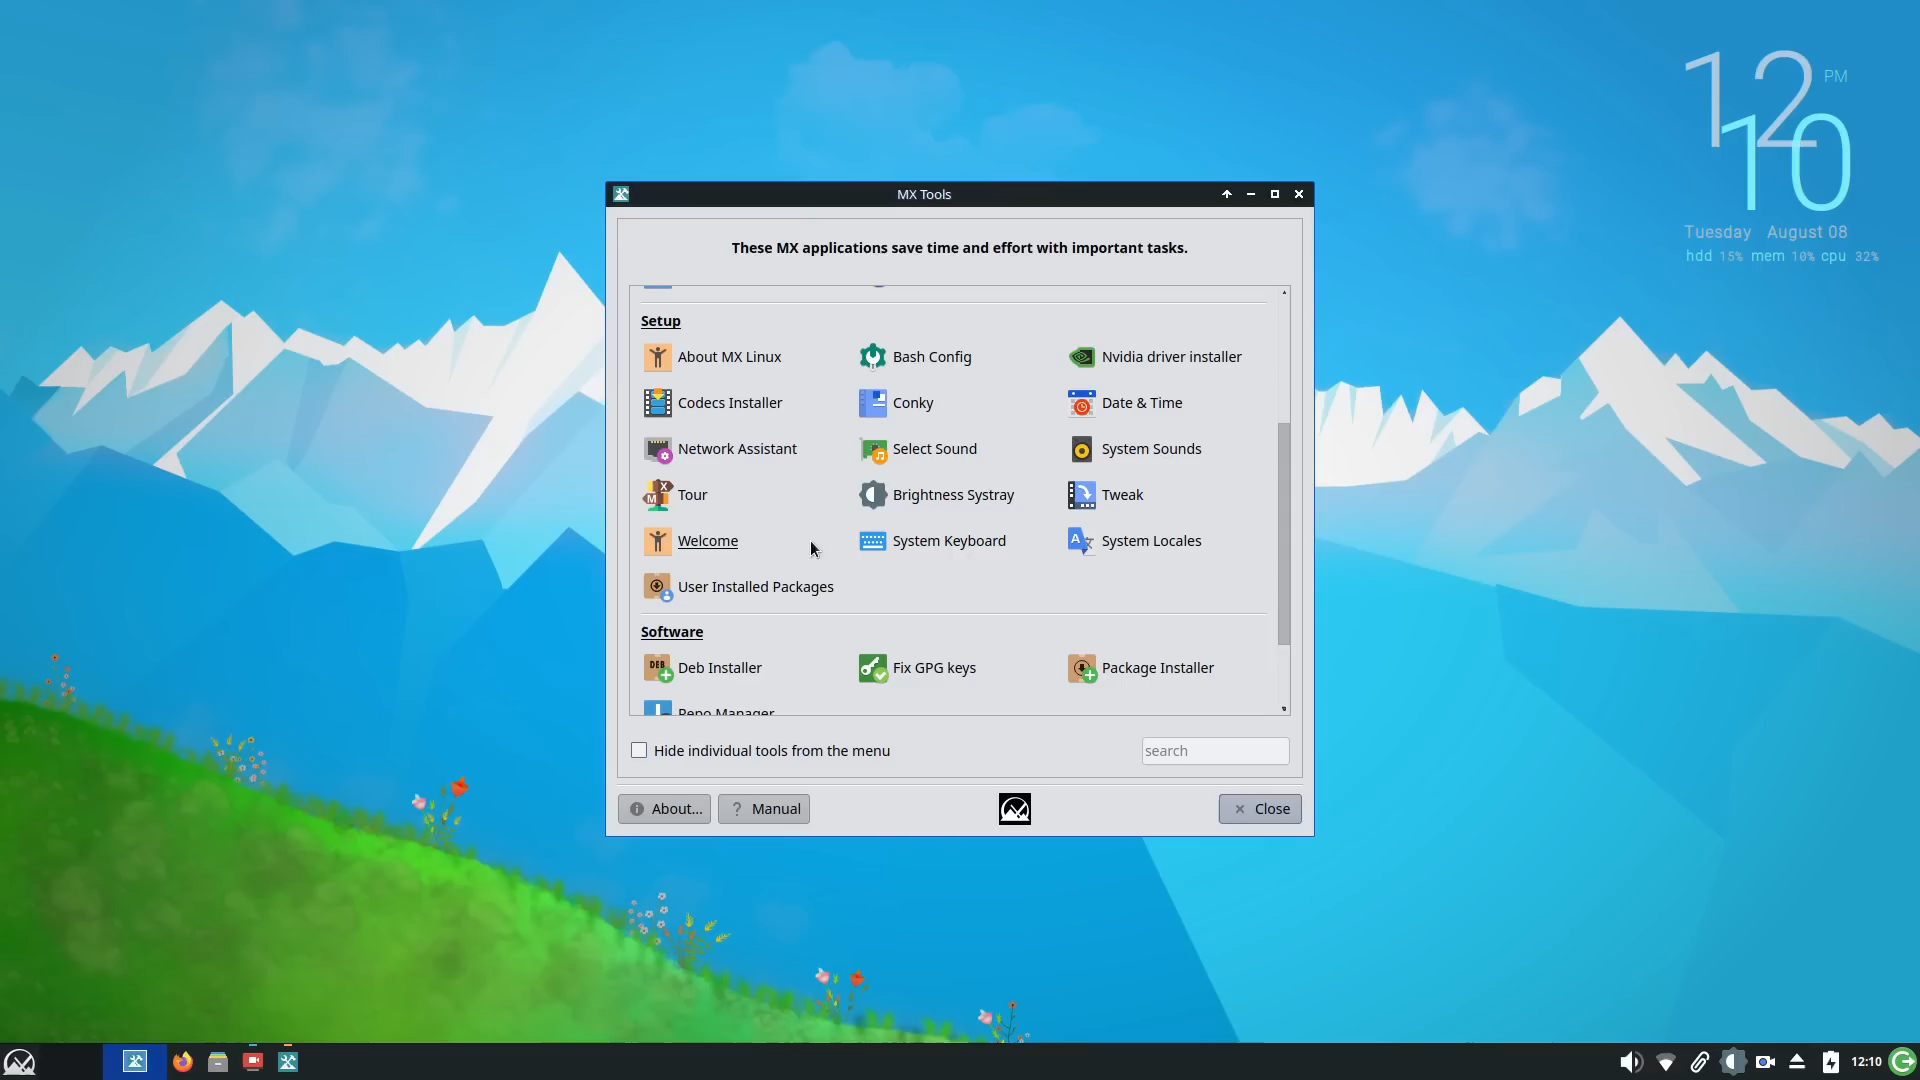 MX Tools
12 PM
10
Tuesday August 08
hdd 15% mem 10% cpu 32%
These MX applications save time and effort with important tasks.
Setup
About MX Linux Bash Config Nvidia driver installer
Codecs Installer Conky Date & Time
Network Assistant Select Sound System Sounds
Tour Brightness Systray Tweak
Welcome System Keyboard System Locales
User Installed Packages
Software
Deb Installer Fix GPG keys Package Installer
Repo Manager
Hide individual tools from the menu search
About... ? Manual Close
12:10